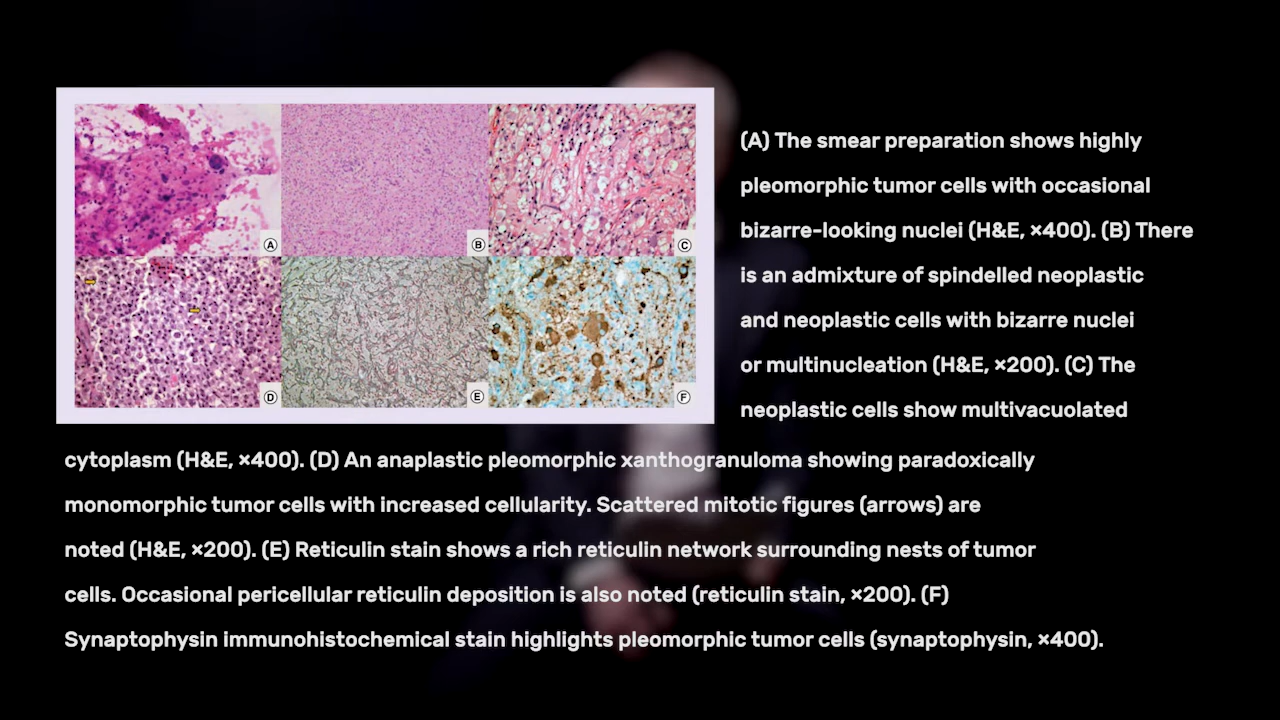 (A) The smear preparation shows highly
pleomorphic tumor cells with occasional
bizarre-looking nuclei (H&E, ×400). (B) There
is an admixture of spindelled neoplastic
and neoplastic cells with bizarre nuclei
or multinucleation (H&E, ×200). (C) The
neoplastic cells show multivacuolated
cytoplasm (H&E, ×400). (D) An anaplastic pleomorphic xanthogranuloma showing paradoxically
monomorphic tumor cells with increased cellularity. Scattered mitotic figures (arrows) are
noted (H&E, ×200). (E) Reticulin stain shows a rich reticulin network surrounding nests of tumor
cells. Occasional pericellular reticulin deposition is also noted (reticulin stain, ×200). (F)
Synaptophysin immunohistochemical stain highlights pleomorphic tumor cells (synaptophysin, ×400).
A
B
C
D
E
F